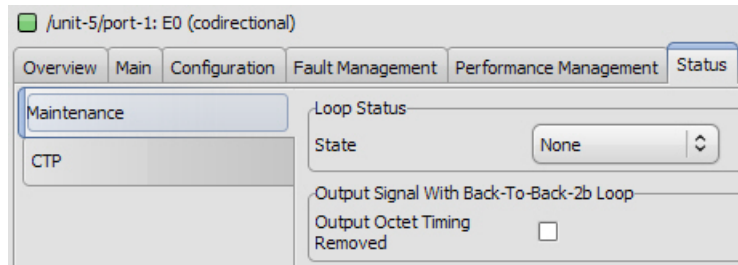 /unit-5/port-1: E0 (codirectional)
Overview Main Configuration Fault Management Performance Management Status
Maintenance
CTP
Loop Status
State None
Output Signal With Back-To-Back-2b Loop
Output Octet Timing
Removed